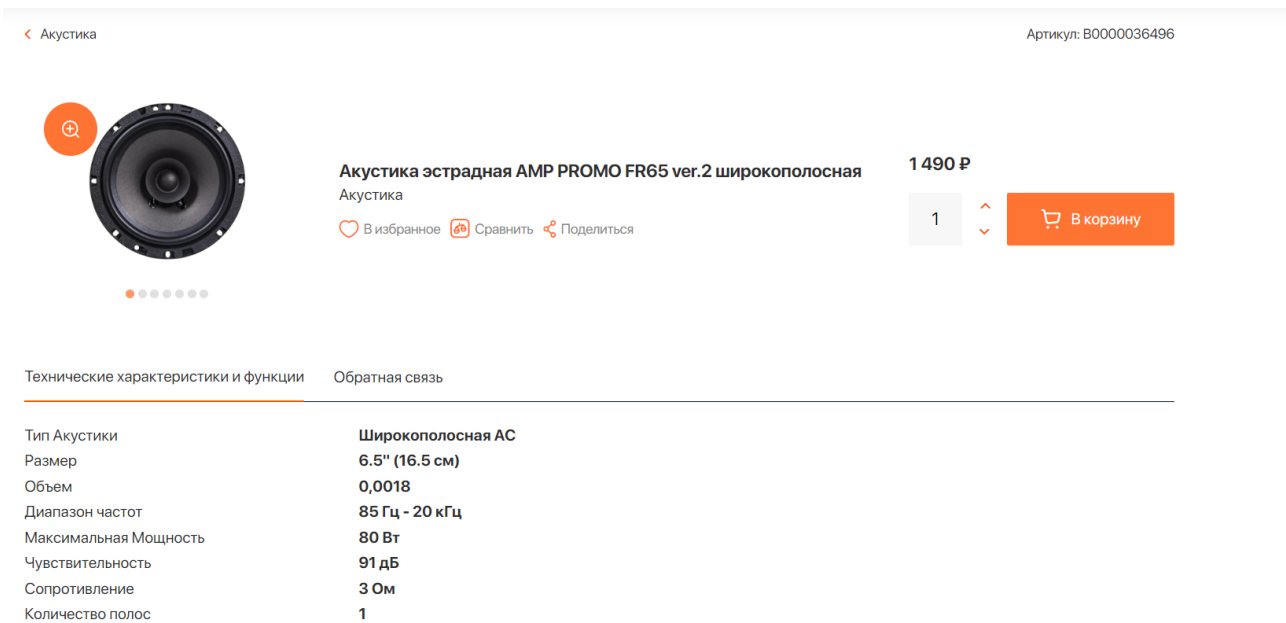 Акустика
Артикул: B0000036496
Акустика эстрадная AMP PROMO FR65 ver.2 широкополосная
Акустика
В избранное Сравнить Поделиться
1 490 ₽
1
В корзину
Технические характеристики и функции Обратная связь
Тип Акустики Широкополосная АС
Размер 6.5" (16.5 см)
Объем 0,0018
Диапазон частот 85 Гц - 20 кГц
Максимальная Мощность 80 Вт
Чувствительность 91 дБ
Сопротивление 3 Ом
Количество полос 1